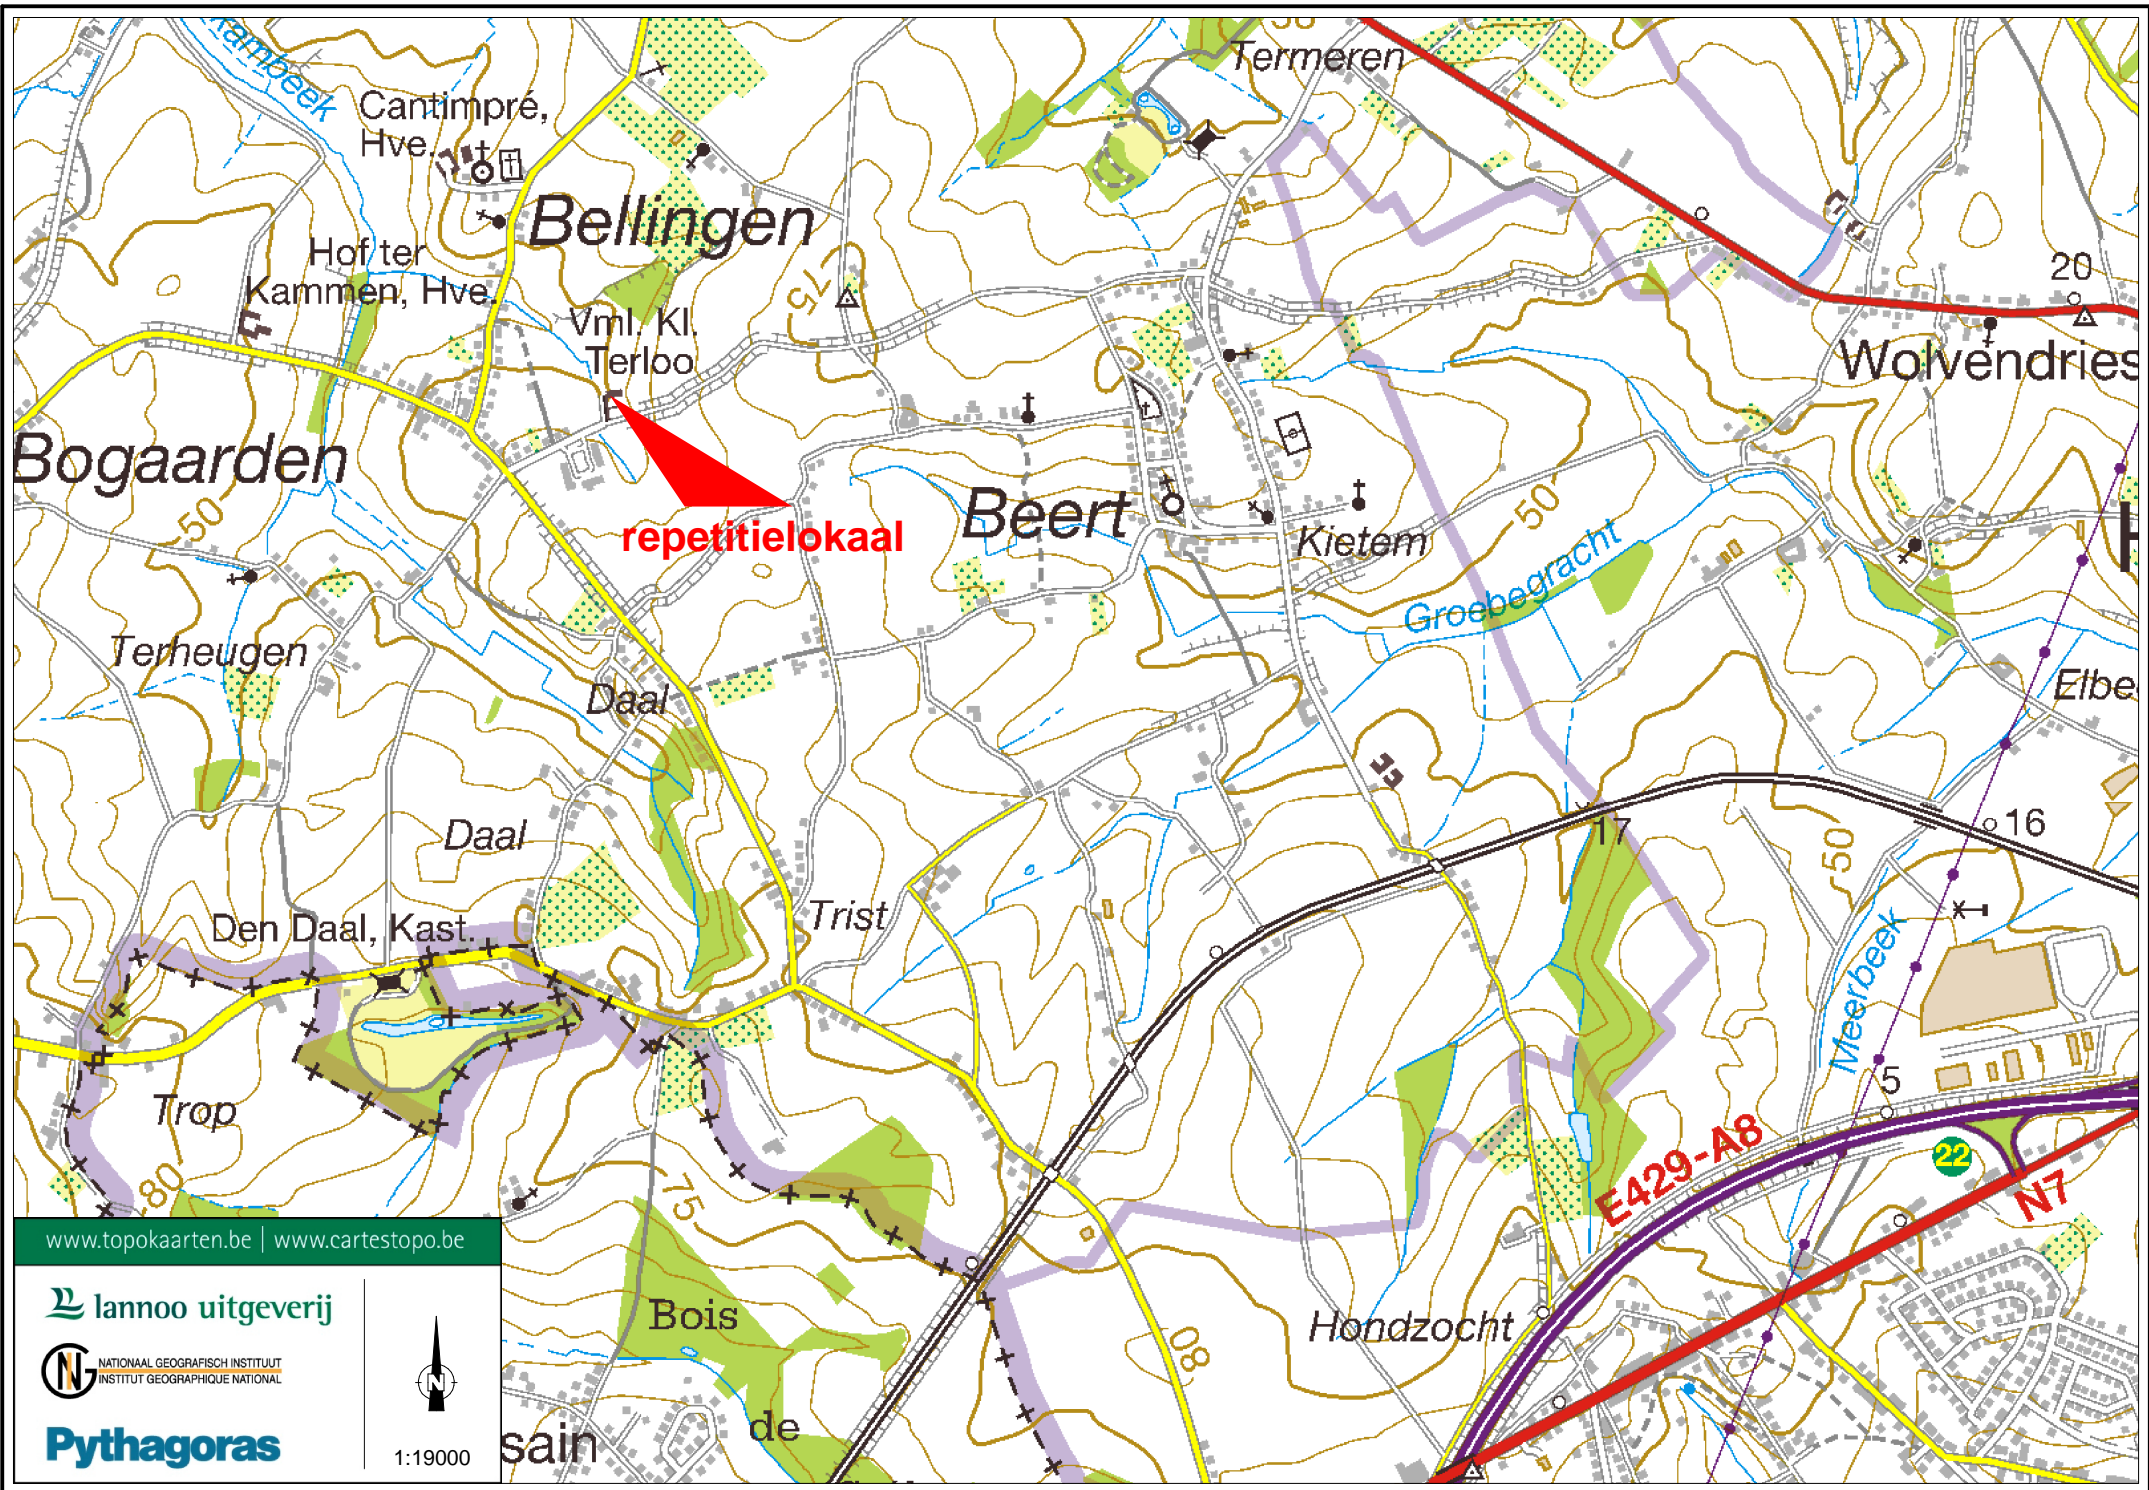 Kambeek
Cantimpré,
Hve.
Bellingen
Termeren
Hof ter
Kammen, Hve.
75
20
Vml. Kl.
Terloo
Wolvendries
Bogaarden
50
Beert
50
repetitielokaal
Kietem
Groebegracht
Terheugen
Daal
Elbe
Daal
17
16
50
Den Daal, Kast.
Trist
Meerbeek
Trop
5
E429-A8
22
N7
80
75
www.topokaarten.be | www.cartestopo.be
lannoo uitgeverij
Bois
Hondzocht
80
NGI
NATIONAAL GEOGRAFISCH INSTITUUT
INSTITUT GEOGRAPHIQUE NATIONAL
N
Pythagoras
1:19000
sain
de